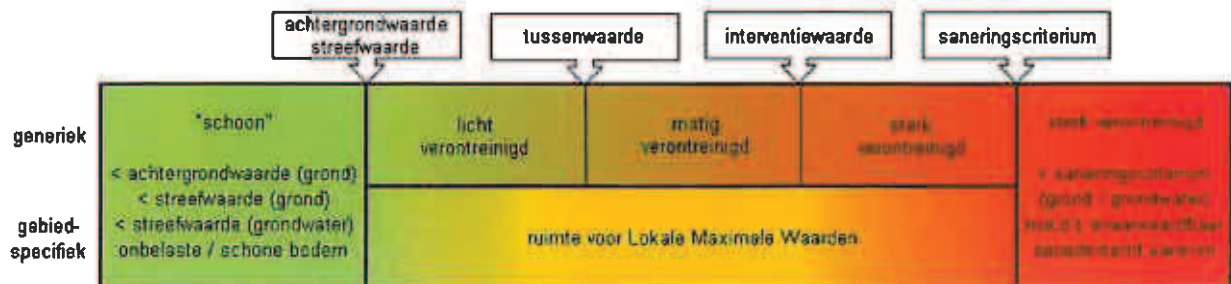 achtergrondwaarde
streefwaarde
tussenwaarde
interventiewaarde
saneringscriterium
generiek
"schoon"
< achtergrondwaarde (grond)
< streefwaarde (grond)
< streefwaarde (grondwater)
onbelaste / schone bodem
licht
verontreinigd
matig
verontreinigd
sterk
verontreinigd
sterk verontreinigd
saneringscriterium
(grond / grondwater)
gebied-
specifiek
ruimte voor Lokale Maximale Waarden